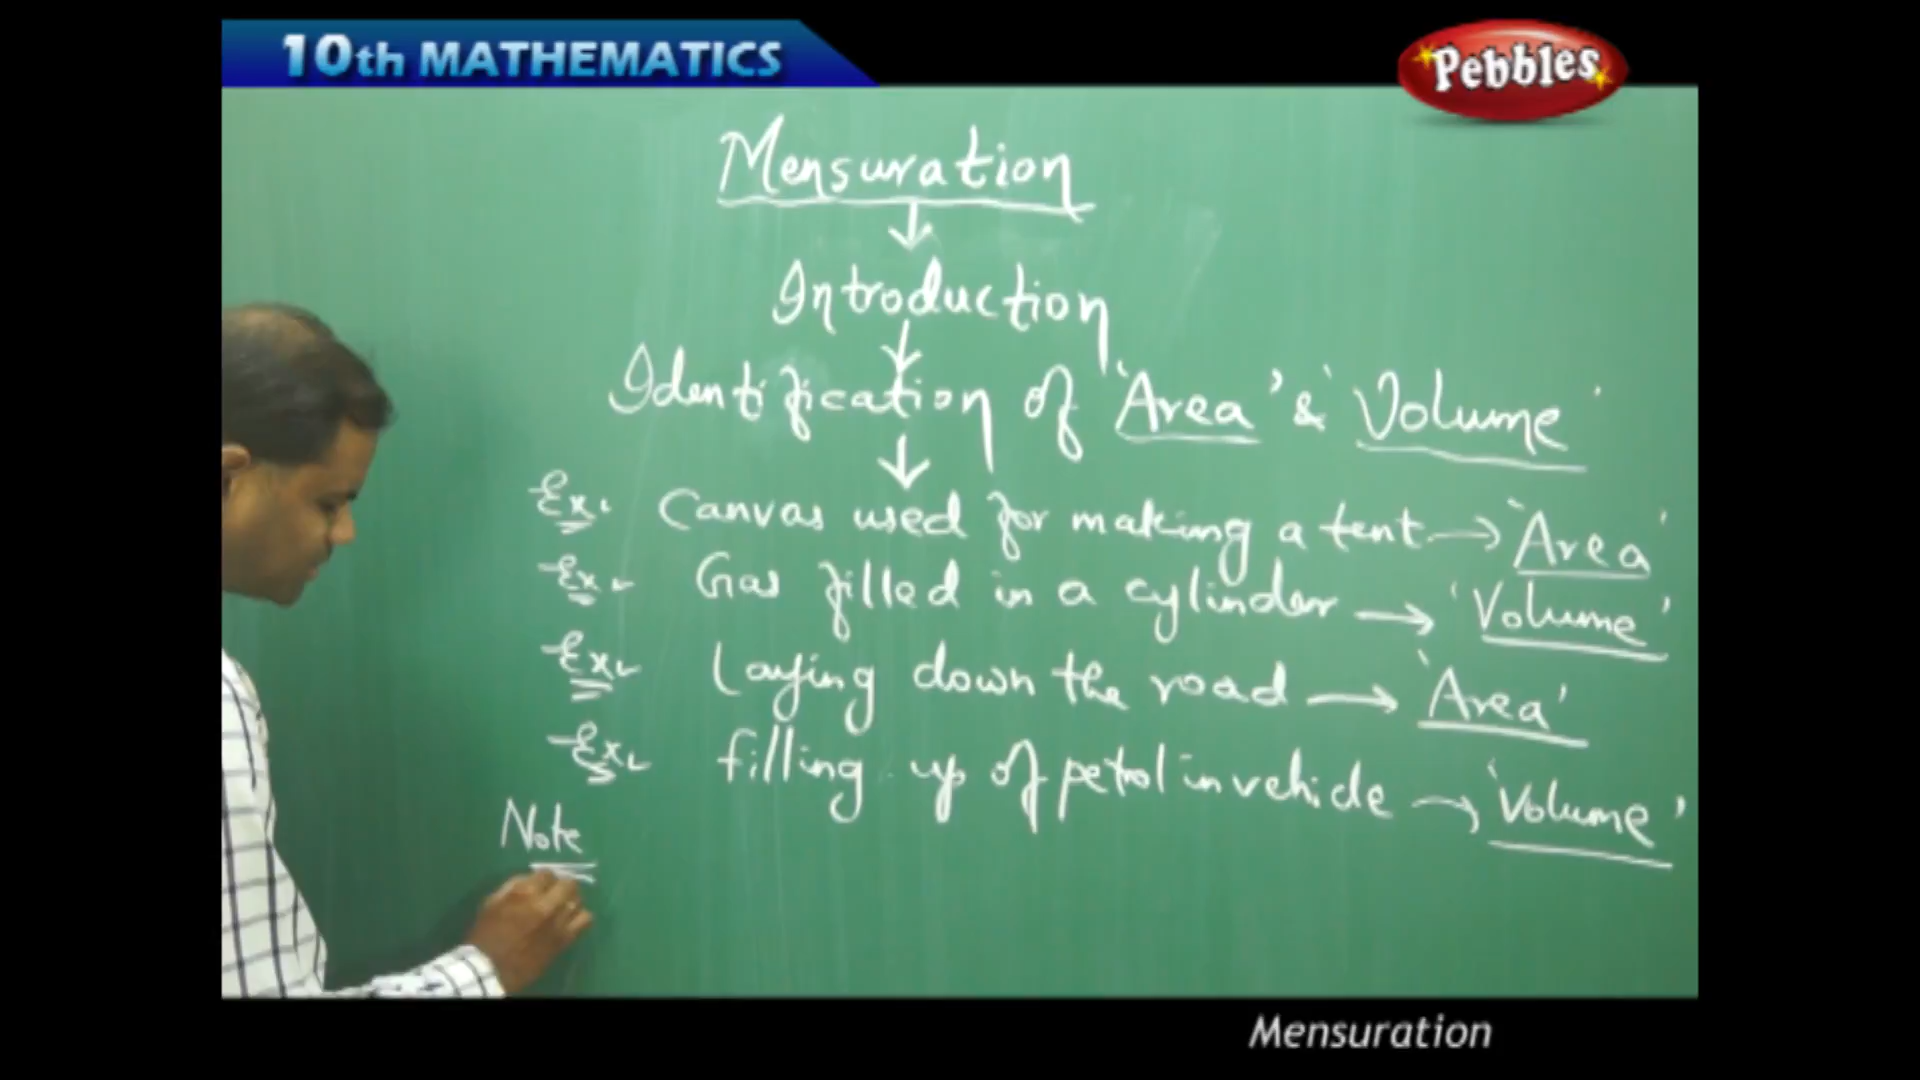 10th MATHEMATICS
Pebbles
Mensuration
Introduction
Identification of 'Area' & 'Volume'
Ex. Canvas used for making a tent → 'Area'
Ex. Gas filled in a cylinder → 'Volume'
Ex. Laying down the road → 'Area'
Ex. filling up of petrol in vehicle → 'Volume'
Note
Mensuration